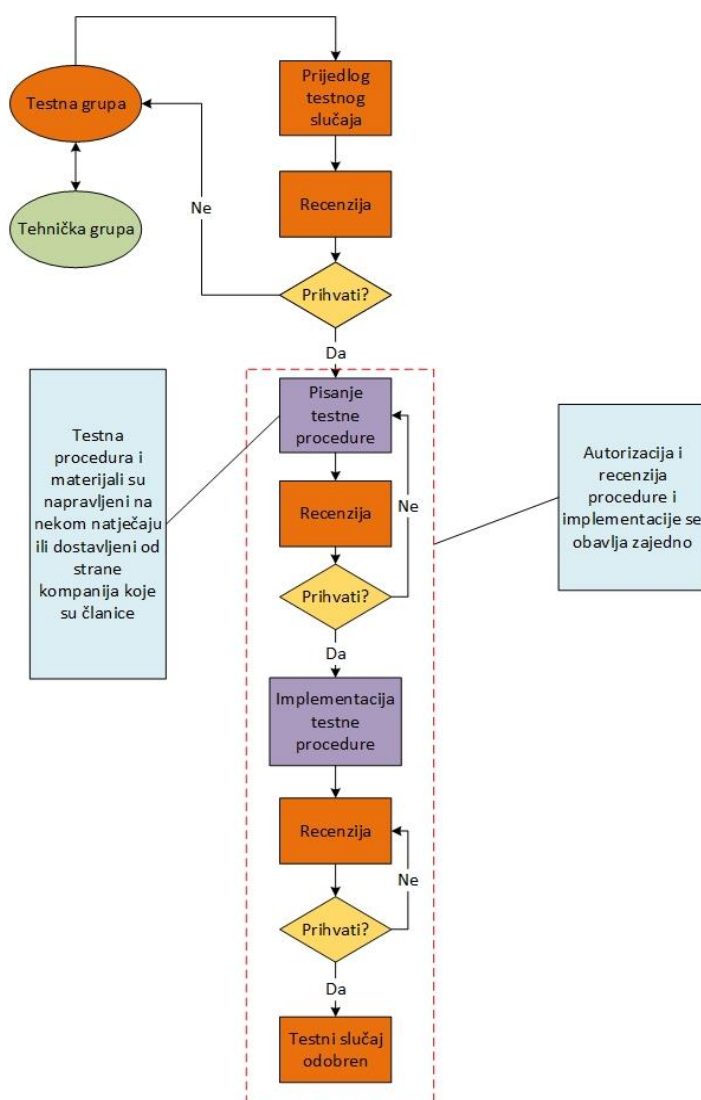 Testna grupa
Tehnička grupa
Prijedlog
testnog
slučaja
Recenzija
Ne
Prihvati?
Da
Pisanje
testne
procedure
Testna
procedura i
materijali su
napravljeni na
nekom natječaju
ili dostavljeni od
strane
kompanija koje
su članice
Recenzija
Ne
Prihvati?
Autorizacija i
recenzija
procedure i
implementacije se
obavlja zajedno
Da
Implementacija
testne
procedure
Recenzija
Ne
Prihvati?
Da
Testni slučaj
odobren